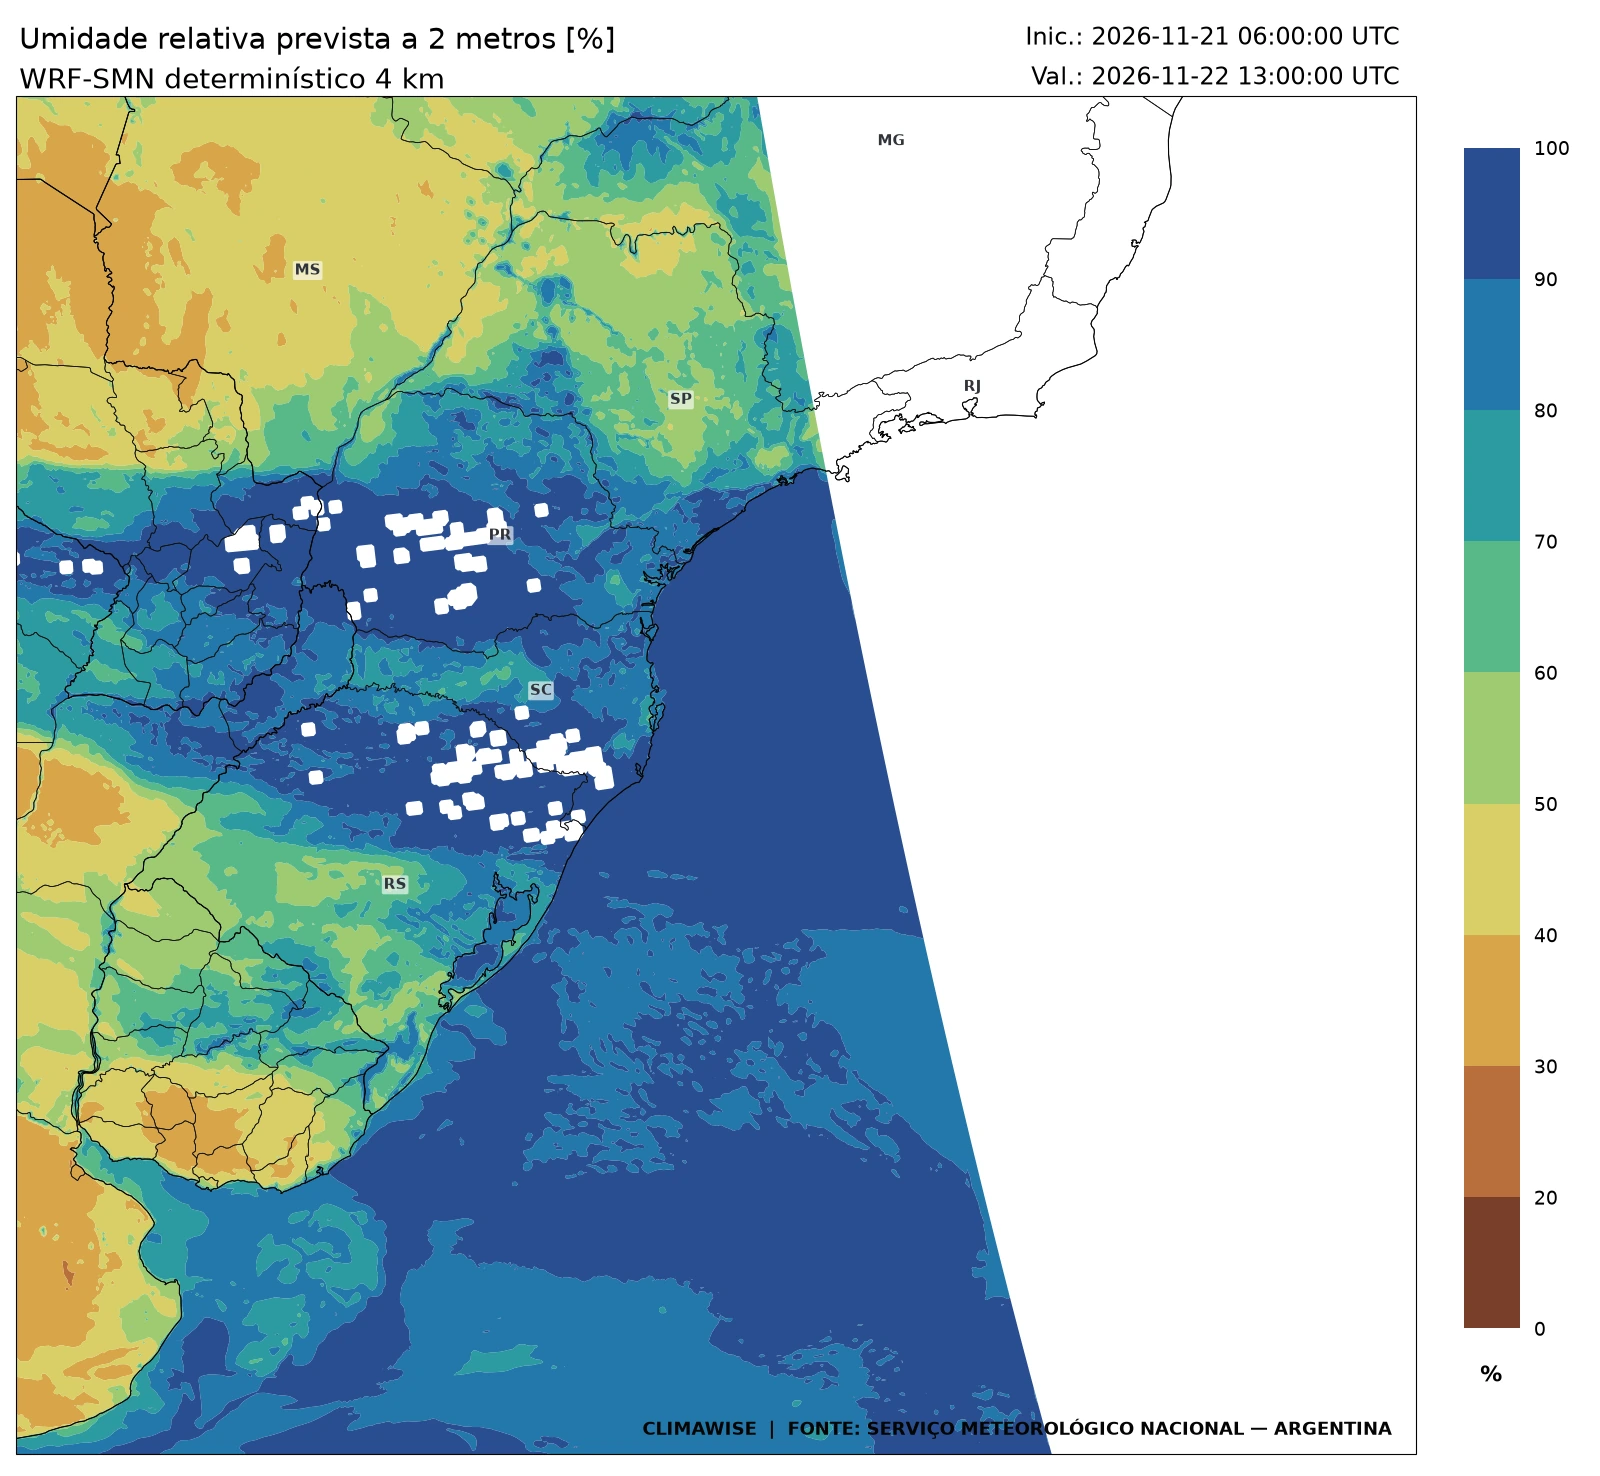 Umidade relativa prevista a 2 metros [%]
Inic.: 2026-11-21 06:00:00 UTC
WRF-SMN determinístico 4 km
Val.: 2026-11-22 13:00:00 UTC
MG
MS
RJ
SP
PR
SC
RS
100
90
80
70
60
50
40
30
20
0
%
CLIMAWISE | FONTE: SERVIÇO METEOROLÓGICO NACIONAL — ARGENTINA